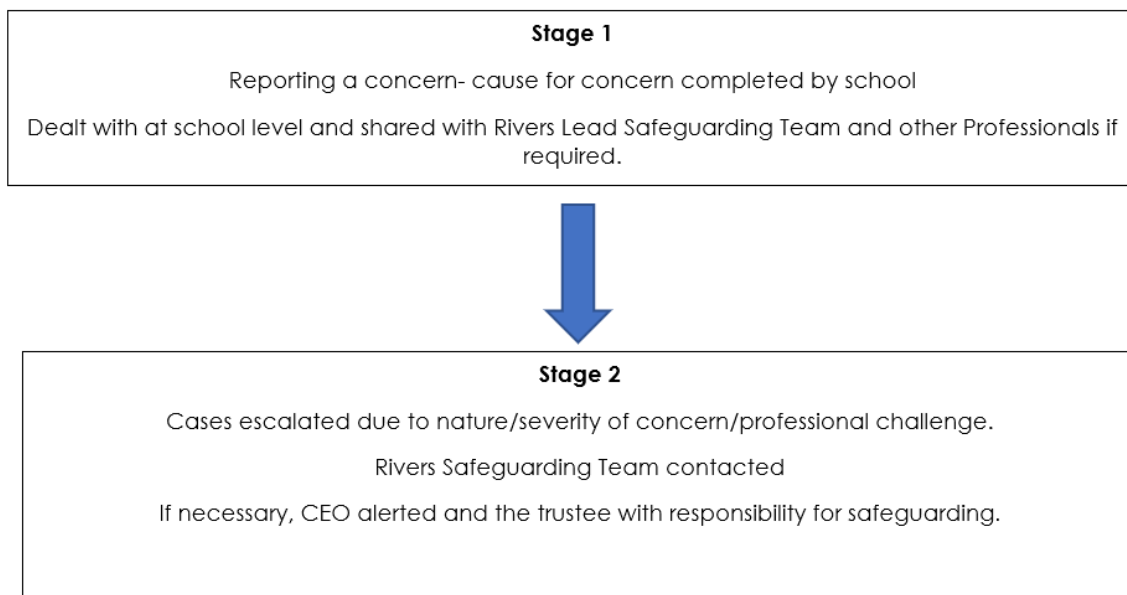 Stage 1
Reporting a concern- cause for concern completed by school
Dealt with at school level and shared with Rivers Lead Safeguarding Team and other Professionals if
required.
Stage 2
Cases escalated due to nature/severity of concern/professional challenge.
Rivers Safeguarding Team contacted
If necessary, CEO alerted and the trustee with responsibility for safeguarding.